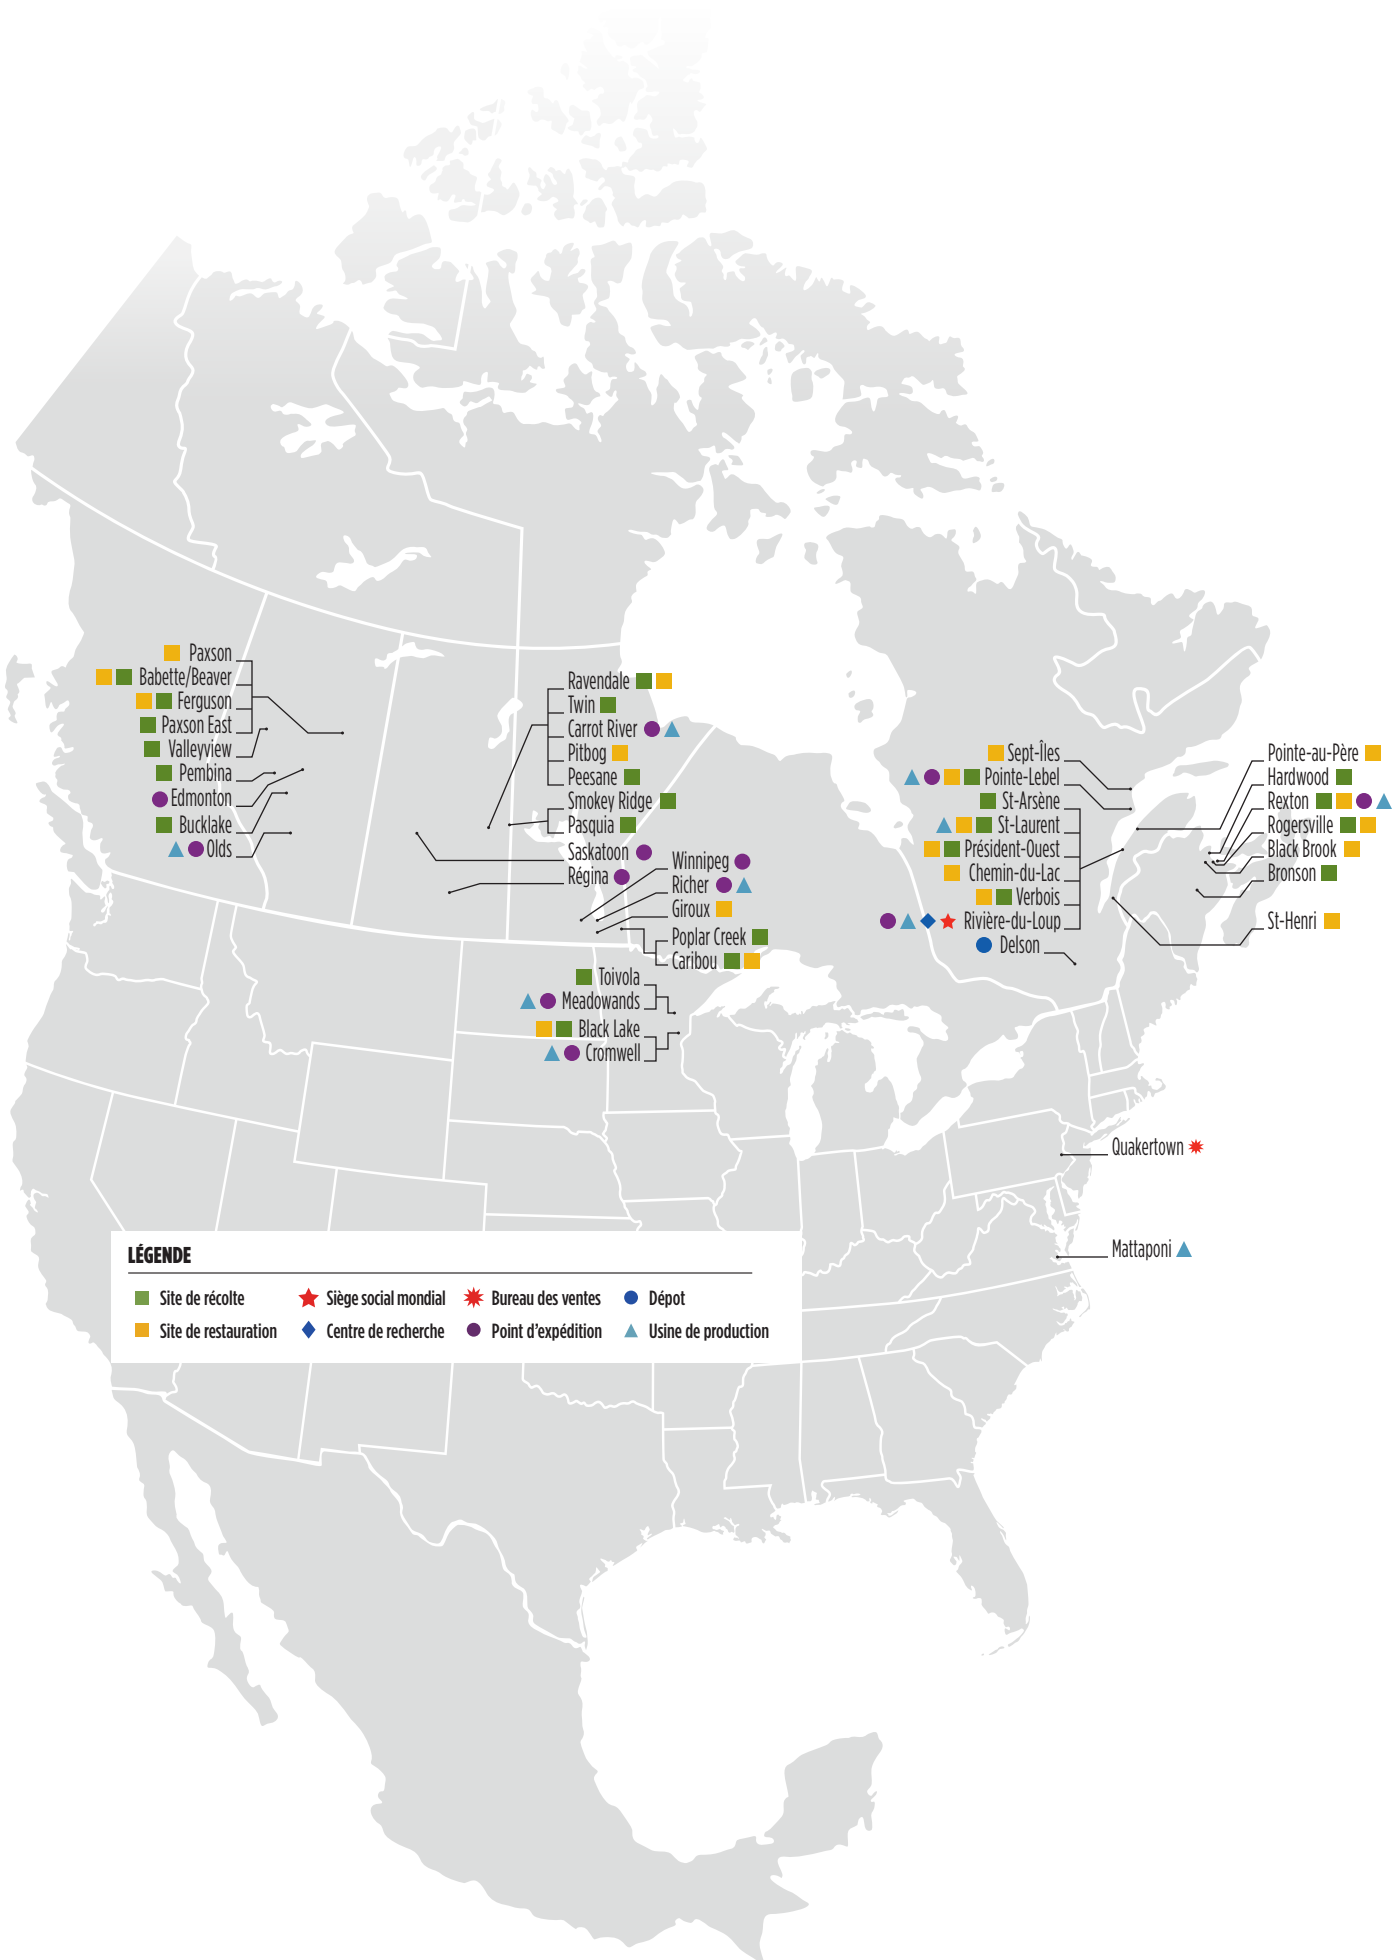 Paxson
Babette/Beaver
Ferguson
Paxson East
Valleyview
Pembina
Edmonton
Bucklake
Olds
Ravendale
Twin
Carrot River
Pitbog
Peesane
Smokey Ridge
Pasquia
Saskatoon
Régina
Winnipeg
Richer
Giroux
Poplar Creek
Caribou
Toivola
Meadowands
Black Lake
Cromwell
Sept-Îles
Pointe-Lebel
St-Arsène
St-Laurent
Président-Ouest
Chemin-du-Lac
Verbois
Rivière-du-Loup
Delson
Pointe-au-Père
Hardwood
Rexton
Rogersville
Black Brook
Bronson
St-Henri
Quakertown
Mattaponi
LÉGENDE
Site de récolte
Siège social mondial
Bureau des ventes
Dépot
Site de restauration
Centre de recherche
Point d'expédition
Usine de production